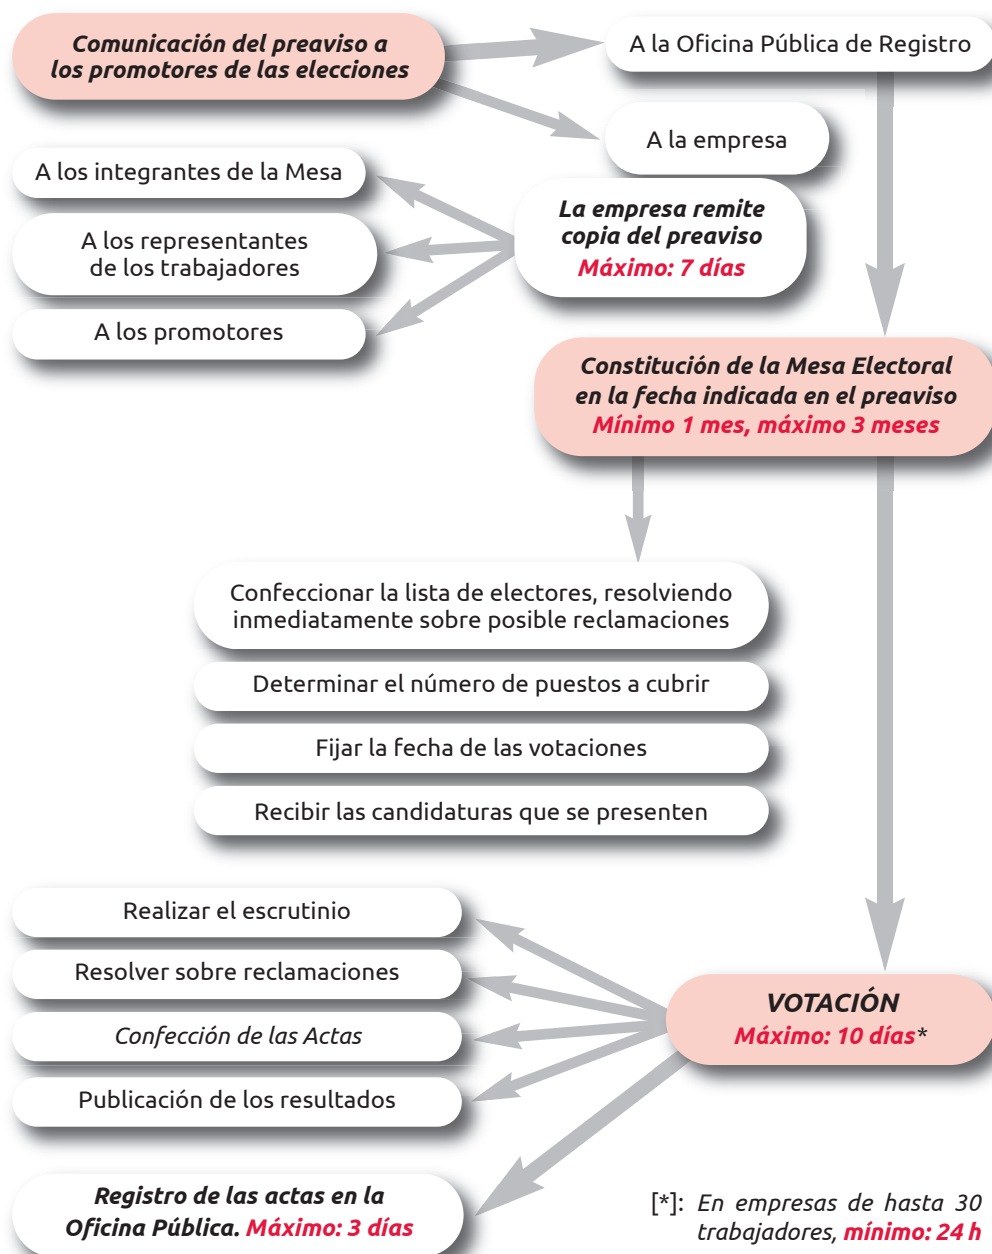 Comunicación del preaviso a
los promotores de las elecciones
A la Oficina Pública de Registro
A la empresa
A los integrantes de la Mesa
La empresa remite
copia del preaviso
Máximo: 7 días
A los representantes
de los trabajadores
A los promotores
Constitución de la Mesa Electoral
en la fecha indicada en el preaviso
Mínimo 1 mes, máximo 3 meses
Confeccionar la lista de electores, resolviendo
inmediatamente sobre posible reclamaciones
Determinar el número de puestos a cubrir
Fijar la fecha de las votaciones
Recibir las candidaturas que se presenten
Realizar el escrutinio
Resolver sobre reclamaciones
Confección de las Actas
Publicación de los resultados
VOTACIÓN
Máximo: 10 días*
Registro de las actas en la
Oficina Pública. Máximo: 3 días
[*]: En empresas de hasta 30
trabajadores, mínimo: 24 h